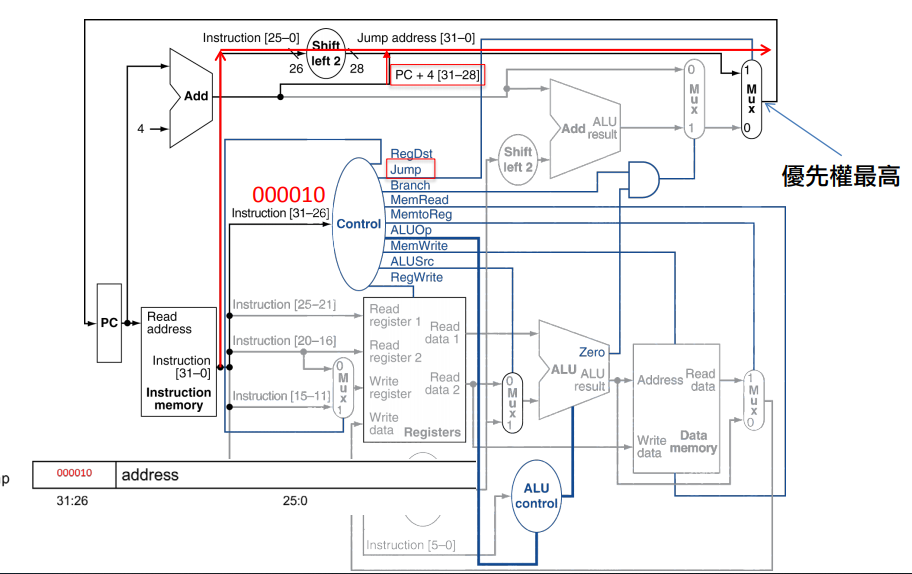 Instruction [25–0]
Shift
left 2
Jump address [31–0]
26
28
PC + 4 [31–28]
Add
4
0
M
u
x
1
1
M
u
x
0
Add
ALU
result
Shift
left 2
優先權最高
RegDst
Jump
Branch
MemRead
MemtoReg
ALUOp
MemWrite
ALUSrc
RegWrite
000010
Instruction [31–26]
Control
PC
Read
address
Instruction
[31–0]
Instruction
memory
Instruction [25–21]
Instruction [20–16]
Instruction [15–11]
0
M
u
x
1
Read
register 1
Read
register 2
Write
register
Write
data
Read
data 1
Read
data 2
Registers
0
M
u
x
1
Zero
ALU
ALU
result
Address
Read
data
Write
data
Data
memory
1
M
u
x
0
000010
address
31:26
25:0
ALU
control
Instruction [5–0]